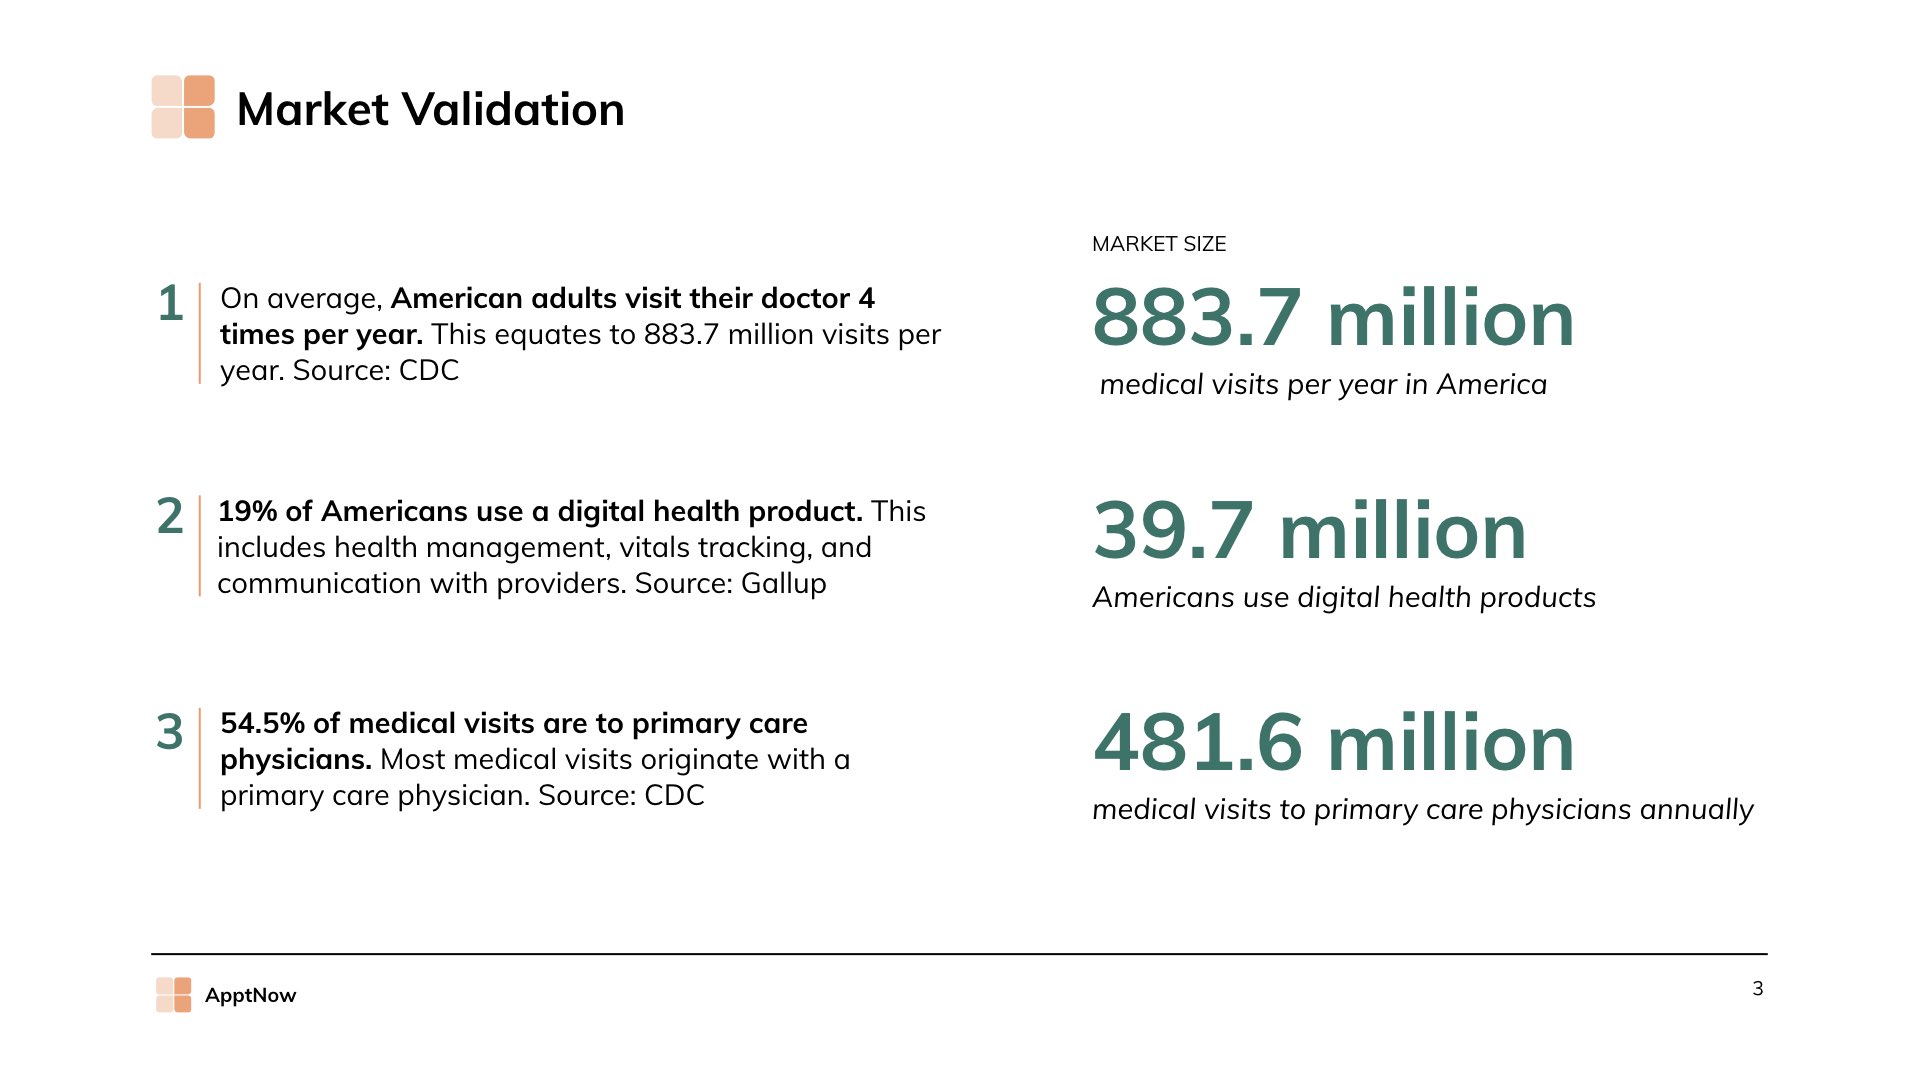 Market Validation
1
On average, American adults visit their doctor 4
times per year. This equates to 883.7 million visits per
year. Source: CDC
2
19% of Americans use a digital health product. This
includes health management, vitals tracking, and
communication with providers. Source: Gallup
3
54.5% of medical visits are to primary care
physicians. Most medical visits originate with a
primary care physician. Source: CDC
MARKET SIZE
883.7 million
medical visits per year in America
39.7 million
Americans use digital health products
481.6 million
medical visits to primary care physicians annually
ApptNow
3